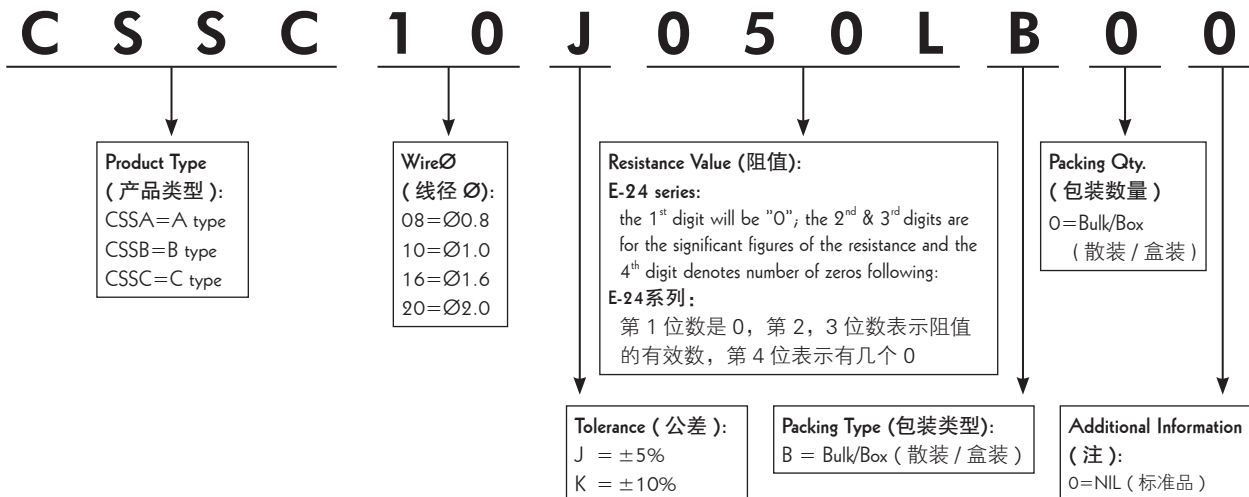 C S S C 1 0 J 0 5 0 L B 0 0
Product Type
( 产品类型 ):
CSSA=A type
CSSB=B type
CSSC=C type
WireØ
( 线径 Ø):
08=Ø0.8
10=Ø1.0
16=Ø1.6
20=Ø2.0
Resistance Value (阻值):
E-24 series:
the 1st digit will be ”0”; the 2nd & 3rd digits are
for the significant figures of the resistance and the
4th digit denotes number of zeros following:
E-24系列：
第 1 位数是 0，第 2，3 位数表示阻值
的有效数，第 4 位表示有几个 0
Packing Qty.
( 包装数量 )
0=Bulk/Box
( 散装 / 盒装 )
Tolerance ( 公差 ):
J = ±5%
K = ±10%
Packing Type (包装类型):
B = Bulk/Box ( 散装 / 盒装 )
Additional Information
( 注 ):
0=NIL ( 标准品 )